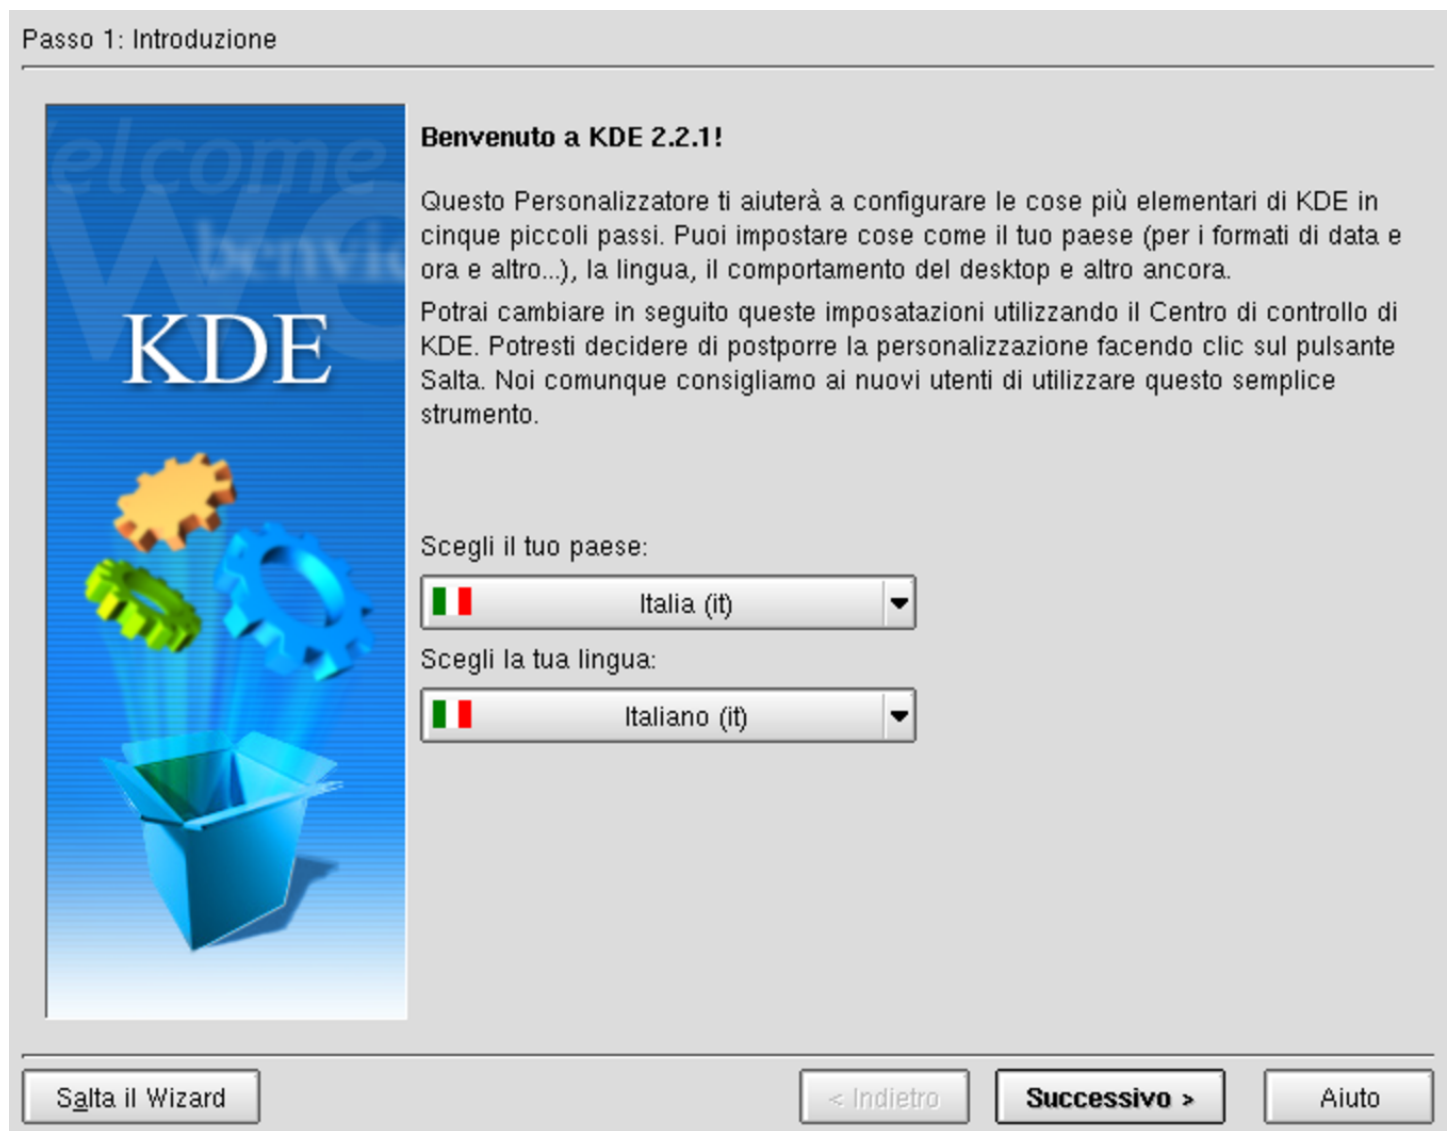 Passo 1: Introduzione
elcome
benvie
KDE
Benvenuto a KDE 2.2.1!
Questo Personalizzatore ti aiuterà a configurare le cose più elementari di KDE in
cinque piccoli passi. Puoi impostare cose come il tuo paese (per i formati di data e
ora e altro...), la lingua, il comportamento del desktop e altro ancora.
Potrai cambiare in seguito queste imposatazioni utilizzando il Centro di controllo di
KDE. Potresti decidere di postporre la personalizzazione facendo clic sul pulsante
Salta. Noi comunque consigliamo ai nuovi utenti di utilizzare questo semplice
strumento.
Scegli il tuo paese:
Italia (it)
Scegli la tua lingua:
Italiano (it)
Salta il Wizard
< Indietro
Successivo >
Aiuto